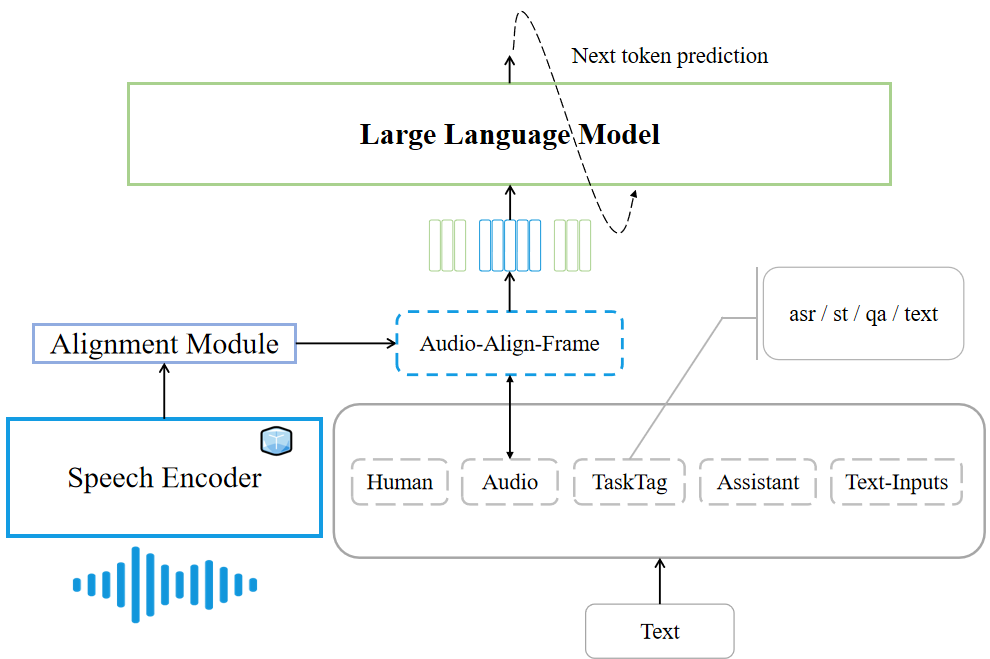 Next token prediction
Large Language Model
asr / st / qa / text
Alignment Module
Audio-Align-Frame
Speech Encoder
Human
Audio
TaskTag
Assistant
Text-Inputs
Text